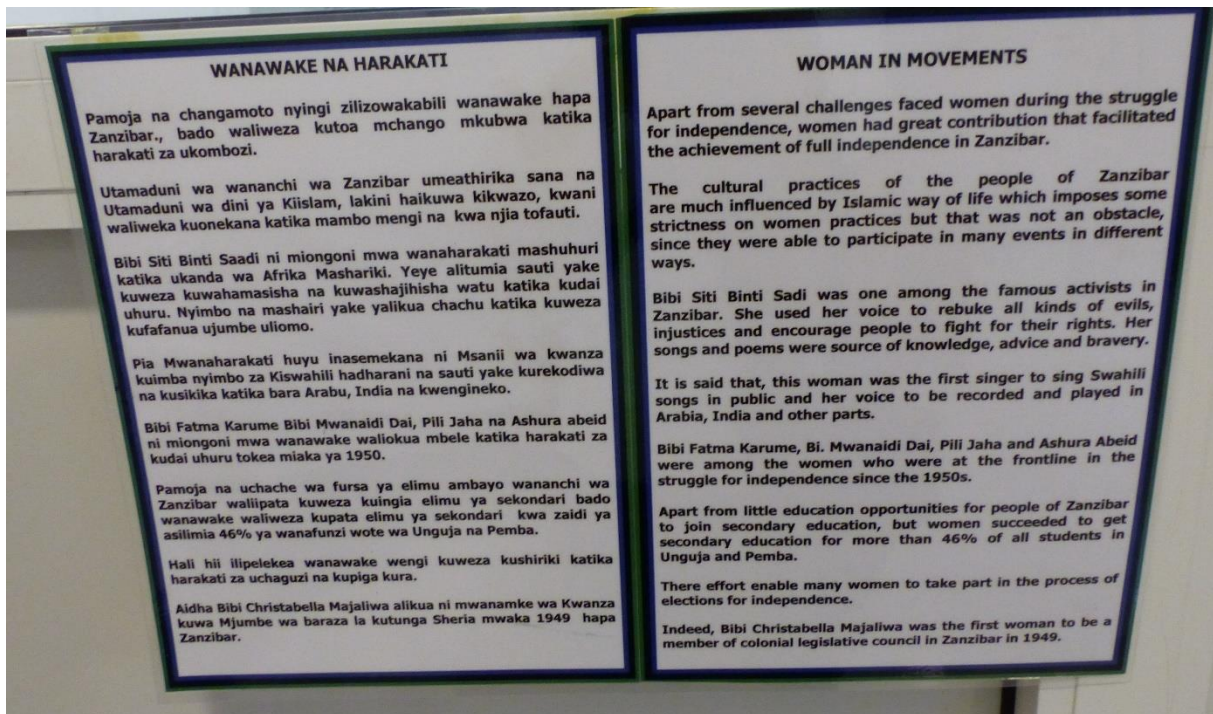 WANAWAKE NA HARAKATI
Pamoja na changamoto nyingi zilizowakabili wanawake hapa
Zanzibar., bado waliweza kutoa mchango mkubwa katika
harakati za ukombozi.
Utamaduni wa wananchi wa Zanzibar umeathirika sana na
Utamaduni wa dini ya Kiislam, lakini haikuwa kikwazo, kwani
waliweka kuonekana katika mambo mengi na kwa njia tofauti.
Bibi Siti Binti Saadi ni miongoni mwa wanaharakati mashuhuri
katika ukanda wa Afrika Mashariki. Yeye alitumia sauti yake
kuweza kuwahamasisha na kuwashajihisha watu katika kudai
uhuru. Nyimbo na mashairi yake yalikua chachu katika kuweza
kufafanua ujumbe uliomo.
Pia Mwanaharakati huyu inasemekana ni Msanii wa kwanza
kuimba nyimbo za Kiswahili hadharani na sauti yake kurekodiwa
na kusikika katika bara Arabu, India na kwengineko.
Bibi Fatma Karume Bibi Mwanaidi Dai, Pili Jaha na Ashura abeid
ni miongoni mwa wanawake waliokua mbele katika harakati za
kudai uhuru tokea miaka ya 1950.
Pamoja na uchache wa fursa ya elimu ambayo wananchi wa
Zanzibar waliipata kuweza kuingia elimu ya sekondari bado
wanawake waliweza kupata elimu ya sekondari kwa zaidi ya
asilimia 46% ya wanafunzi wote wa Unguja na Pemba.
Hali hii ilipelekea wanawake wengi kuweza kushiriki katika
harakati za uchaguzi na kupiga kura.
Aidha Bibi Christabella Majaliwa alikua ni mwanamke wa Kwanza
kuwa Mjumbe wa baraza la kutunga Sheria mwaka 1949 hapa
Zanzibar.
WOMAN IN MOVEMENTS
Apart from several challenges faced women during the struggle
for independence, women had great contribution that facilitated
the achievement of full independence in Zanzibar.
The cultural practices of the people of Zanzibar
are much influenced by Islamic way of life which imposes some
strictness on women practices but that was not an obstacle,
since they were able to participate in many events in different
ways.
Bibi Siti Binti Sadi was one among the famous activists in
Zanzibar. She used her voice to rebuke all kinds of evils,
injustices and encourage people to fight for their rights. Her
songs and poems were source of knowledge, advice and bravery.
It is said that, this woman was the first singer to sing Swahili
songs in public and her voice to be recorded and played in
Arabia, India and other parts.
Bibi Fatma Karume, Bi. Mwanaidi Dai, Pili Jaha and Ashura Abeid
were among the women who were at the frontline in the
struggle for independence since the 1950s.
Apart from little education opportunities for people of Zanzibar
to join secondary education, but women succeeded to get
secondary education for more than 46% of all students in
Unguja and Pemba.
There effort enable many women to take part in the process of
elections for independence.
Indeed, Bibi Christabella Majaliwa was the first woman to be a
member of colonial legislative council in Zanzibar in 1949.